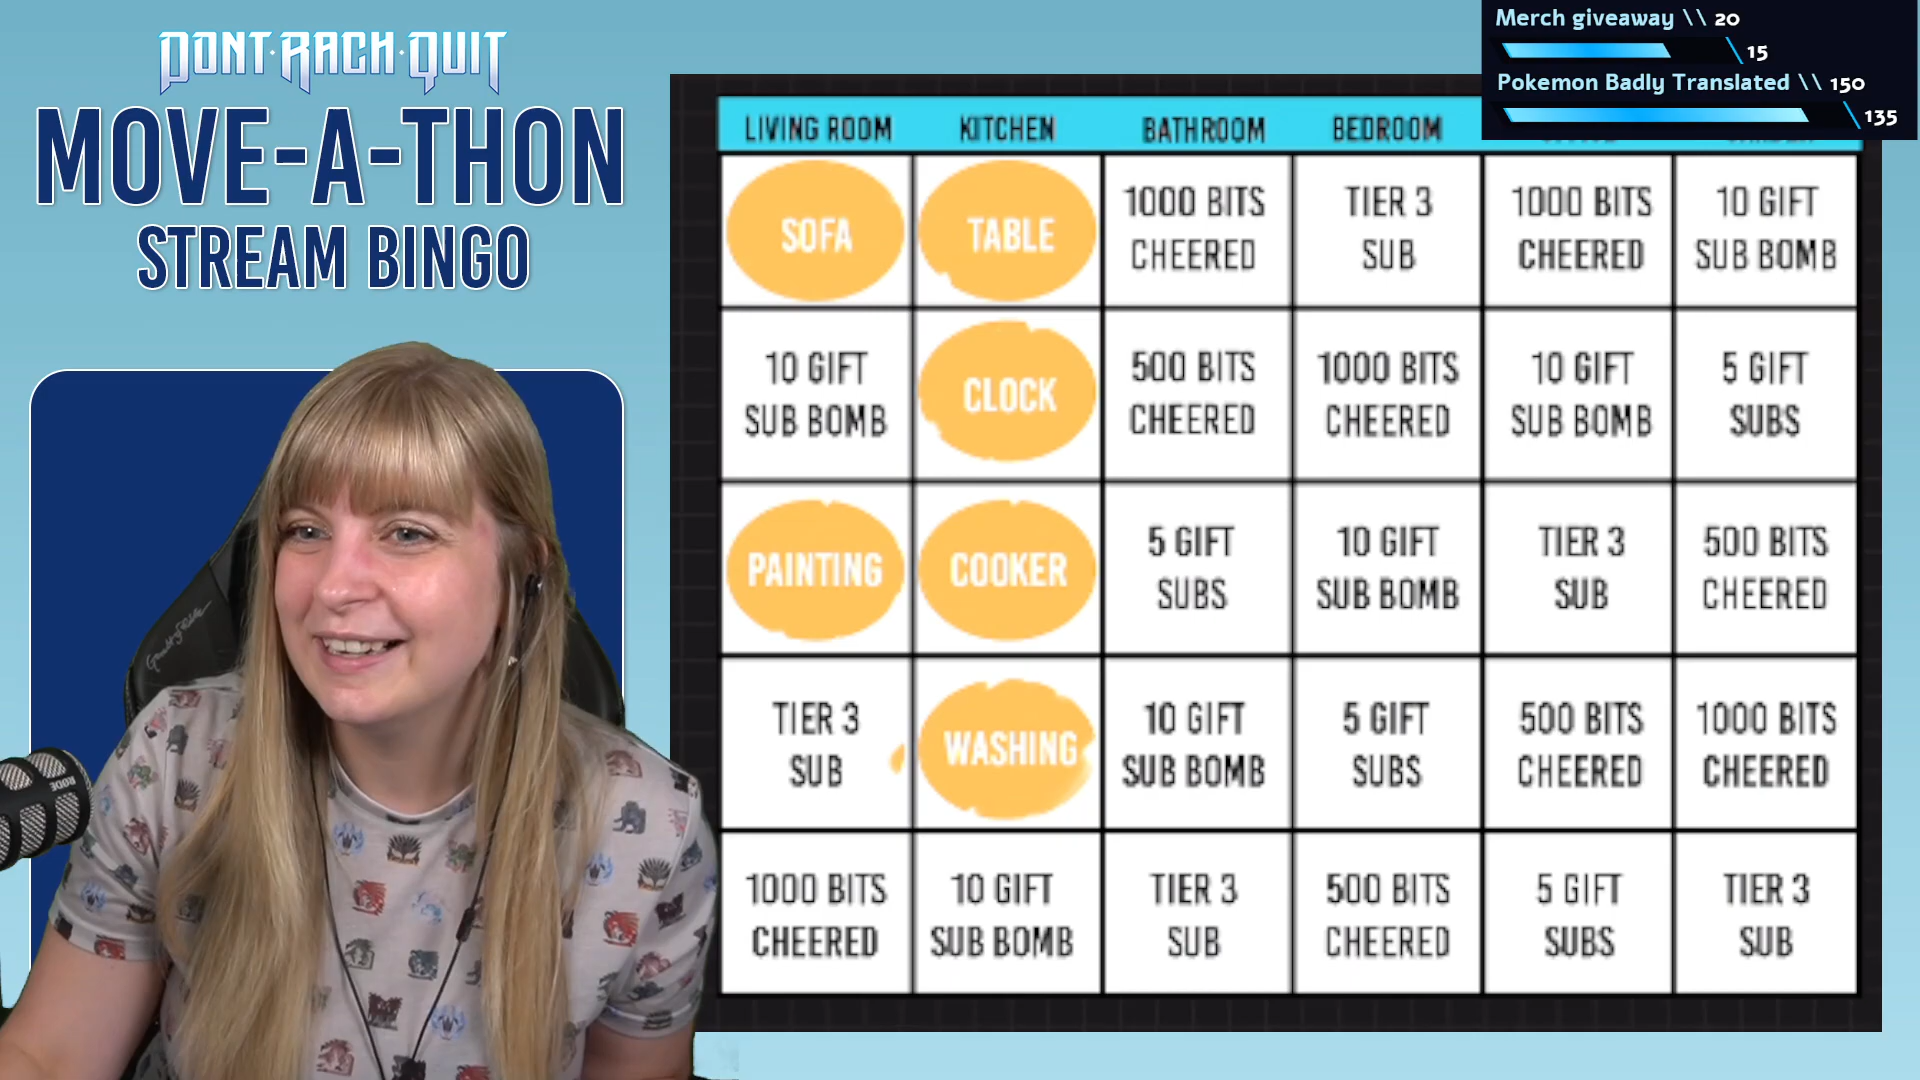 DONT·RACH·QUIT
MOVE-A-THON
STREAM BINGO
Merch giveaway \\ 20
15
Pokemon Badly Translated \\ 150
135
LIVING ROOM KITCHEN BATHROOM BEDROOM
SOFA TABLE 1000 BITS CHEERED TIER 3 SUB 1000 BITS CHEERED 10 GIFT SUB BOMB
10 GIFT SUB BOMB CLOCK 500 BITS CHEERED 1000 BITS CHEERED 10 GIFT SUB BOMB 5 GIFT SUBS
PAINTING COOKER 5 GIFT SUBS 10 GIFT SUB BOMB TIER 3 SUB 500 BITS CHEERED
TIER 3 SUB WASHING 10 GIFT SUB BOMB 5 GIFT SUBS 500 BITS CHEERED 1000 BITS CHEERED
1000 BITS CHEERED 10 GIFT SUB BOMB TIER 3 SUB 500 BITS CHEERED 5 GIFT SUBS TIER 3 SUB
RODE